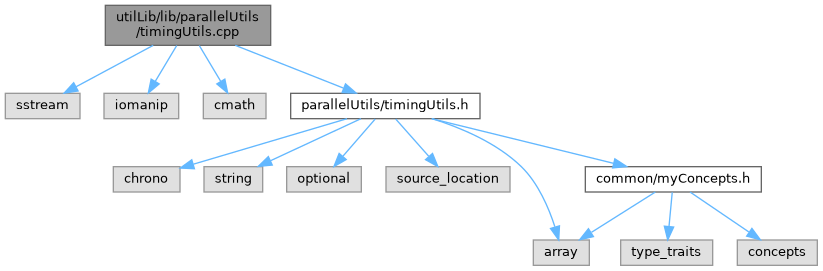 utilLib/lib/parallelUtils
/timingUtils.cpp
sstream
iomanip
cmath
parallelUtils/timingUtils.h
chrono
string
optional
source_location
common/myConcepts.h
array
type_traits
concepts